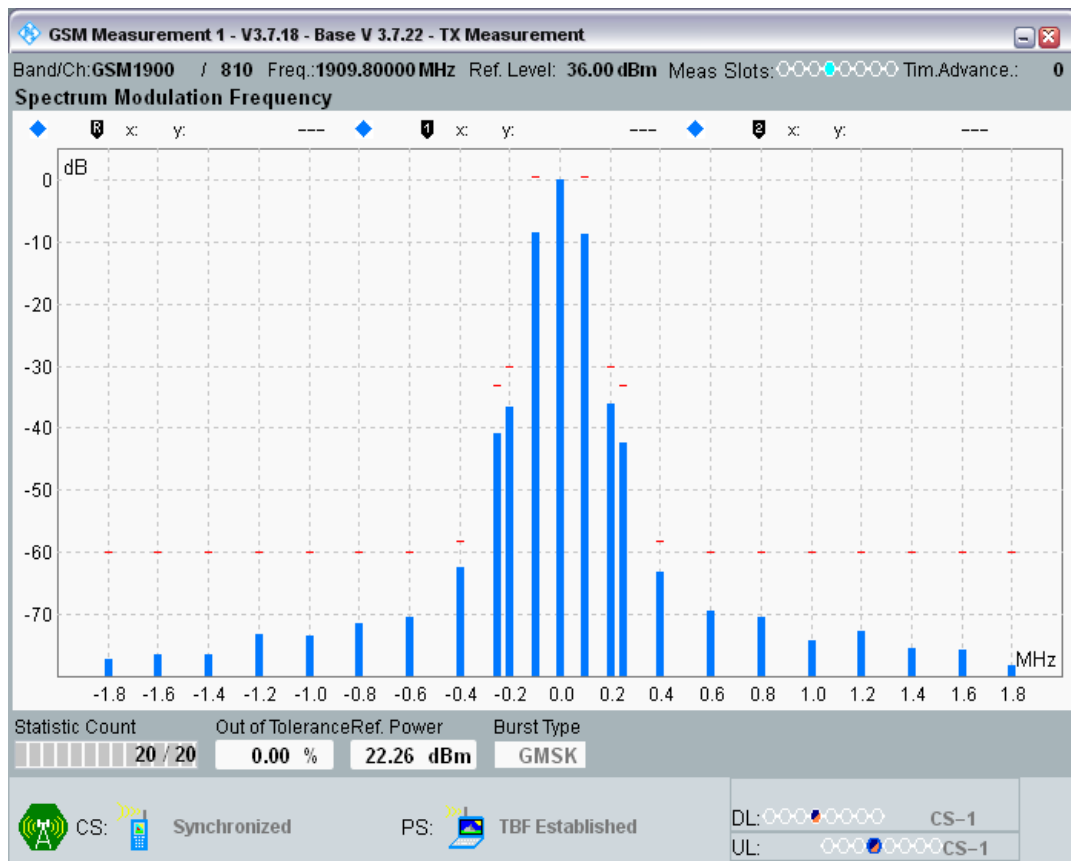 GSM Measurement 1 - V3.7.18 - Base V 3.7.22 - TX Measurement
Band/Ch:GSM1900 / 810 Freq.:1909.80000 MHz Ref. Level: 36.00 dBm Meas Slots: Tim.Advance.: 0
Spectrum Modulation Frequency
R x: y: --- 1 x: y: --- 2 x: y: ---
dB
0
-10
-20
-30
-40
-50
-60
-70
MHz
-1.8 -1.6 -1.4 -1.2 -1.0 -0.8 -0.6 -0.4 -0.2 0.0 0.2 0.4 0.6 0.8 1.0 1.2 1.4 1.6 1.8
Statistic Count Out of Tolerance Ref. Power Burst Type
20 / 20 0.00 % 22.26 dBm GMSK
CS: Synchronized PS: TBF Established DL: CS-1
UL: CS-1